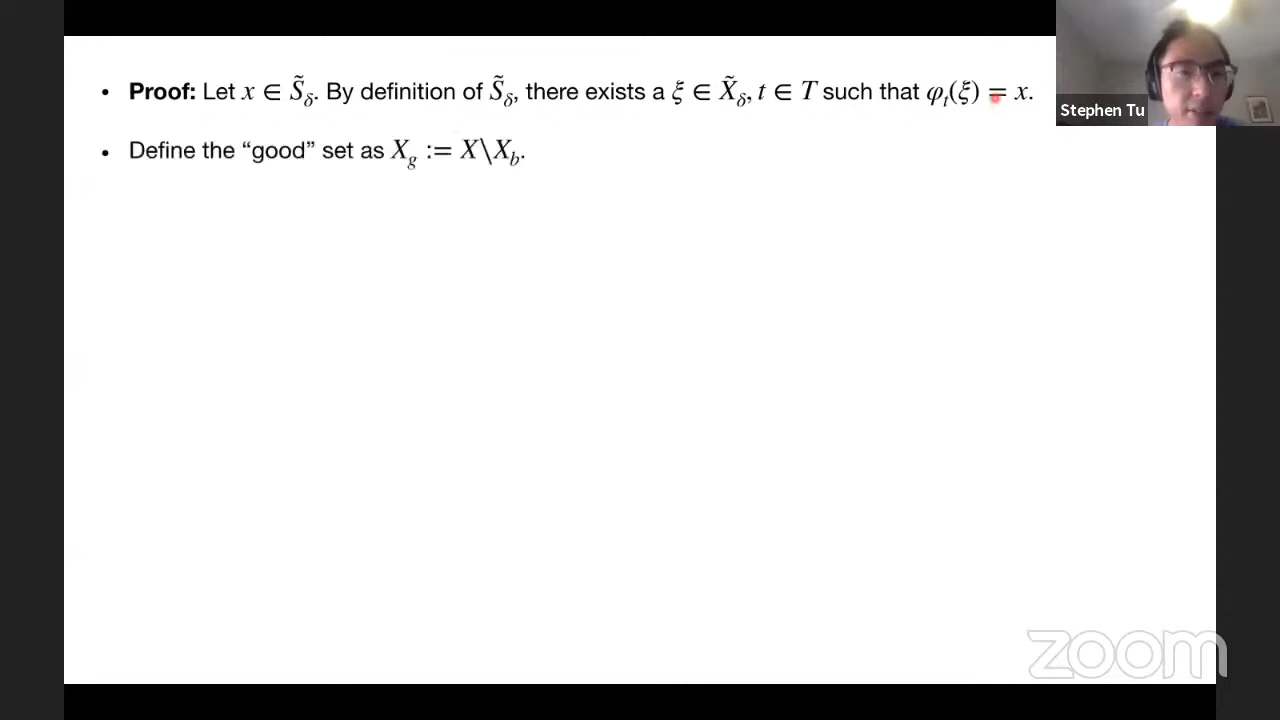 • Proof: Let x ∈ S̃_δ. By definition of S̃_δ, there exists a ξ ∈ X̃_δ, t ∈ T such that φ_t(ξ) = x.
Stephen Tu
• Define the “good” set as X_g := X\X_b.
zoom